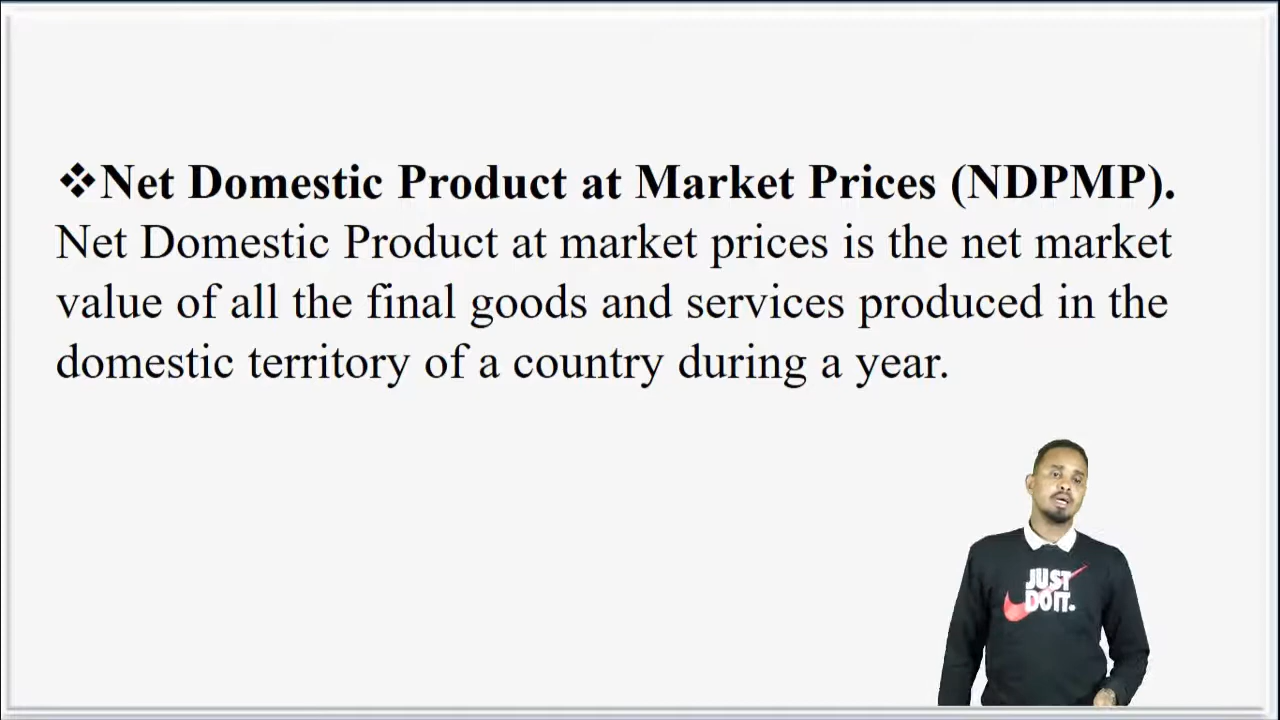 ❖Net Domestic Product at Market Prices (NDPMP).
Net Domestic Product at market prices is the net market
value of all the final goods and services produced in the
domestic territory of a country during a year.
JUST
DO IT.